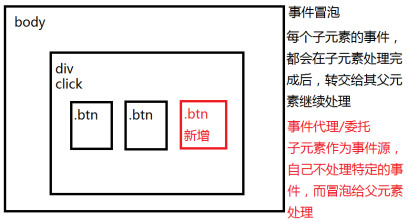 body
div
click
.btn
.btn
.btn
新增
事件冒泡
每个子元素的事件，
都会在子元素处理完
成后，转交给其父元
素继续处理
事件代理/委托
子元素作为事件源，
自己不处理特定的事
件，而冒泡给父元素
处理